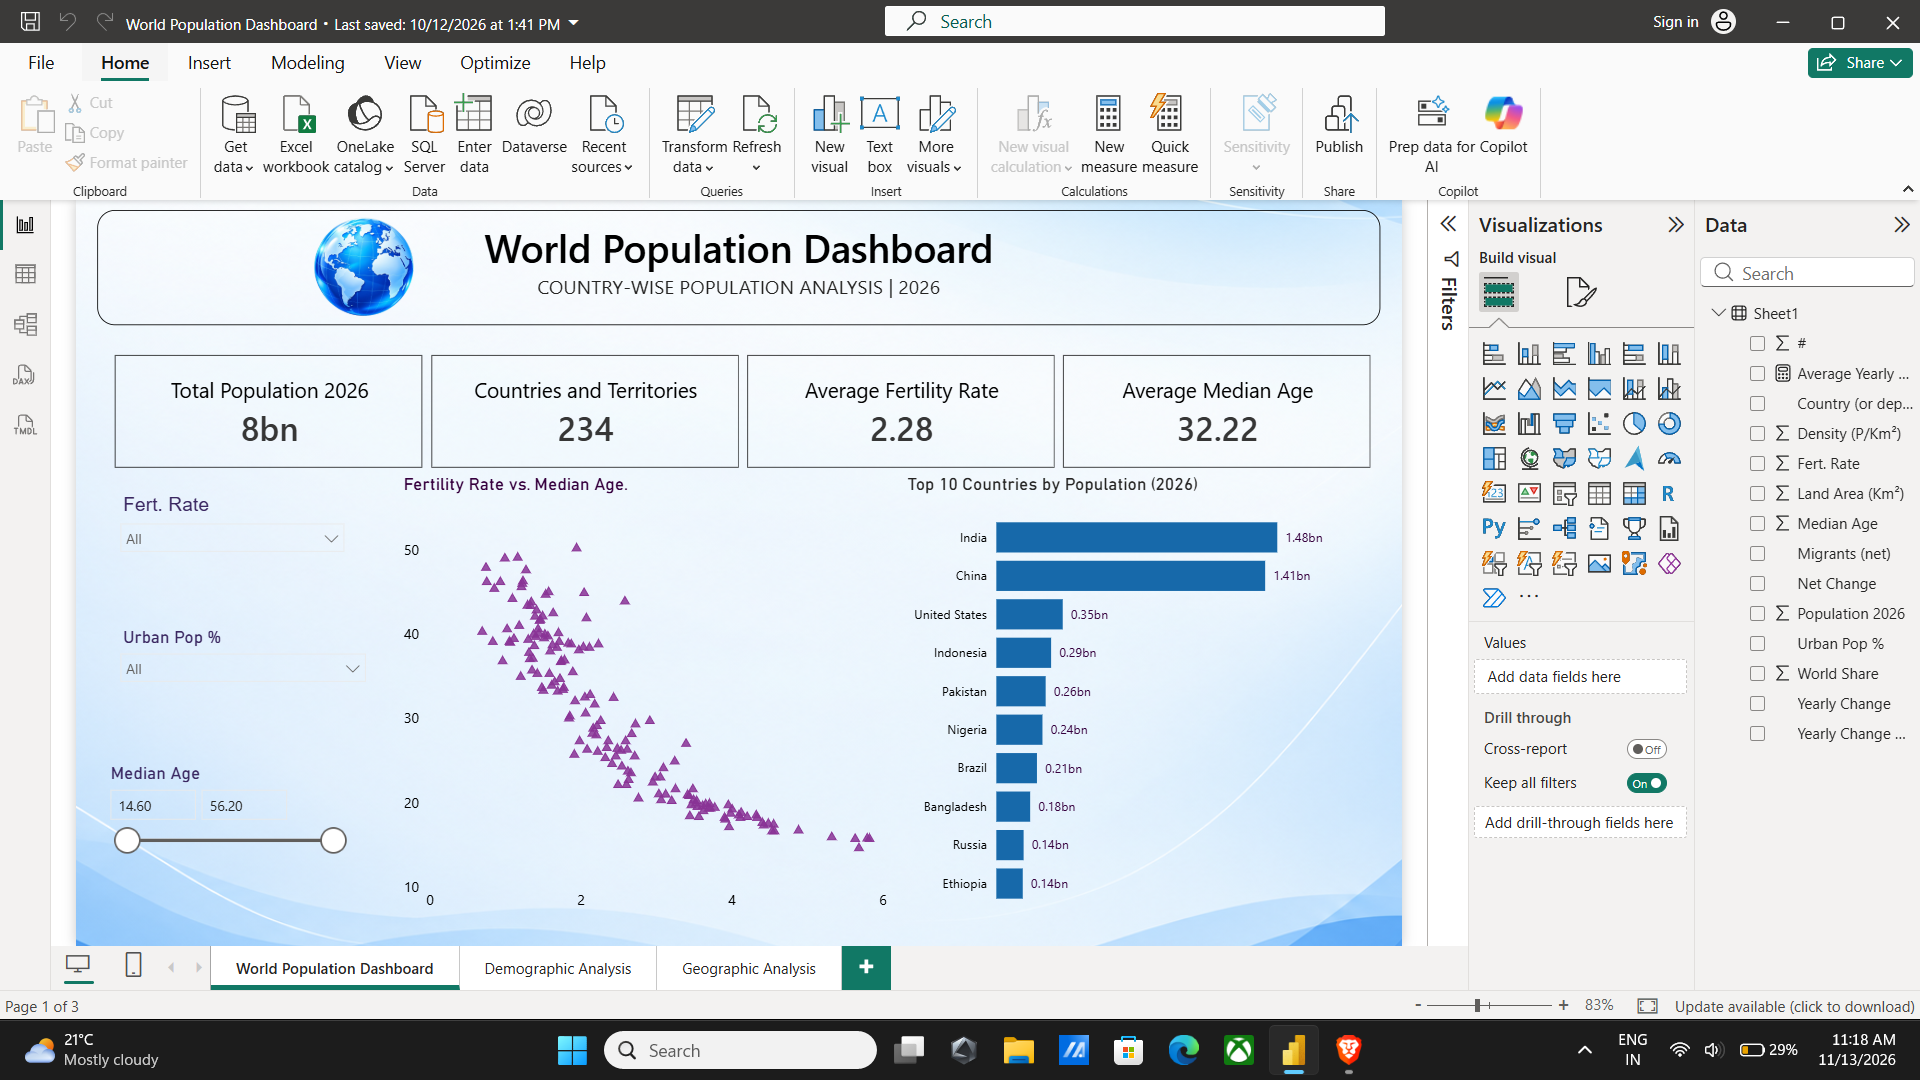 World Population Dashboard • Last saved: 10/12/2026 at 1:41 PM
Search
Sign in
File
Home
Insert
Modeling
View
Optimize
Help
Share
Paste
Cut
Copy
Format painter
Clipboard
Get data
Excel workbook
OneLake catalog
SQL Server
Enter data
Dataverse
Recent sources
Data
Transform data
Refresh
Queries
New visual
Text box
More visuals
Insert
New visual calculation
New measure
Quick measure
Calculations
Sensitivity
Sensitivity
Publish
Share
Prep data for AI
Copilot
Copilot
DAX
TMDL
World Population Dashboard
COUNTRY-WISE POPULATION ANALYSIS | 2026
Total Population 2026
8bn
Countries and Territories
234
Average Fertility Rate
2.28
Average Median Age
32.22
Fert. Rate
All
Urban Pop %
All
Median Age
14.60
56.20
Fertility Rate vs. Median Age.
50
40
30
20
10
0
2
4
6
Top 10 Countries by Population (2026)
India 1.48bn
China 1.41bn
United States 0.35bn
Indonesia 0.29bn
Pakistan 0.26bn
Nigeria 0.24bn
Brazil 0.21bn
Bangladesh 0.18bn
Russia 0.14bn
Ethiopia 0.14bn
Filters
Visualizations
Build visual
123
R
Py
...
Values
Add data fields here
Drill through
Cross-report
Off
Keep all filters
On
Add drill-through fields here
Data
Search
Sheet1
#
Average Yearly ...
Country (or dep...
Density (P/Km²)
Fert. Rate
Land Area (Km²)
Median Age
Migrants (net)
Net Change
Population 2026
Urban Pop %
World Share
Yearly Change
Yearly Change ...
World Population Dashboard
Demographic Analysis
Geographic Analysis
+
Page 1 of 3
- + 83%
Update available (click to download)
21°C
Mostly cloudy
Search
ENG
IN
29%
11:18 AM
11/13/2026